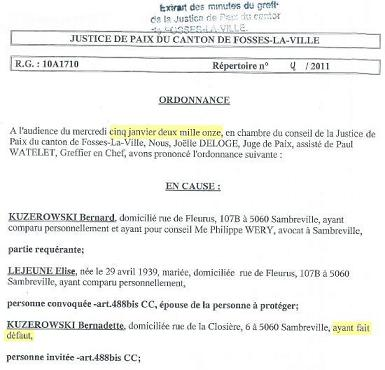 Extrait des minutes du greffe
de la Justice de Paix du canton
de FOSSES-LA-VILLE.
JUSTICE DE PAIX DU CANTON DE FOSSES-LA-VILLE
R.G. : 10A1710 Répertoire n° 4 / 2011
ORDONNANCE
A l'audience du mercredi cinq janvier deux mille onze, en chambre du conseil de la Justice de
Paix du canton de Fosses-La-Ville, Nous, Joëlle DELOGE, Juge de Paix, assisté de Paul
WATELET, Greffier en Chef, avons prononcé l'ordonnance suivante :
EN CAUSE :
KUZEROWSKI Bernard, domicilié rue de Fleurus, 107B à 5060 Sambreville, ayant
comparu personnellement et ayant pour conseil Me Philippe WERY, avocat à Sambreville,
partie requérante;
LEJEUNE Elise, née le 29 avril 1939, mariée, domiciliée rue de Fleurus, 107B à 5060
Sambreville, ayant comparu personnellement,
personne convoquée -art.488bis CC, épouse de la personne à protéger;
KUZEROWSKI Bernadette, domiciliée rue de la Closière, 6 à 5060 Sambreville, ayant fait
défaut,
personne invitée -art.488bis CC;